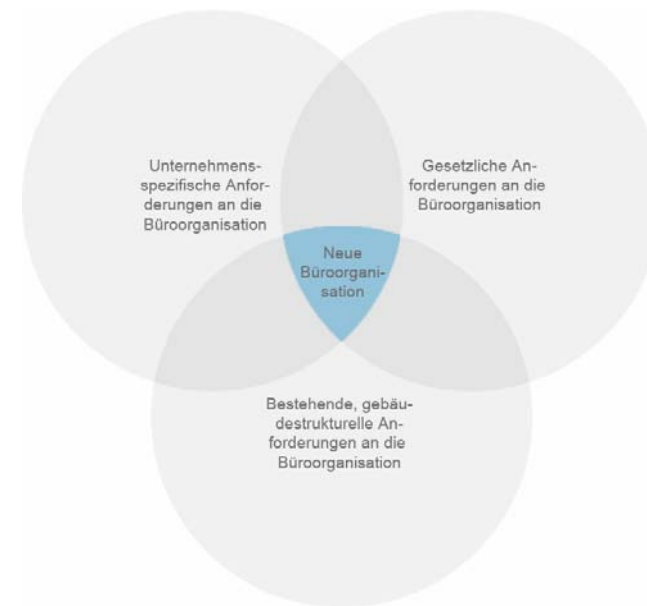 Unternehmens-
spezifische Anfor-
derungen an die
Büroorganisation
Gesetzliche An-
forderungen an die
Büroorganisation
Neue
Büroorgani-
sation
Bestehende, gebäu-
destrukturelle An-
forderungen an die
Büroorganisation